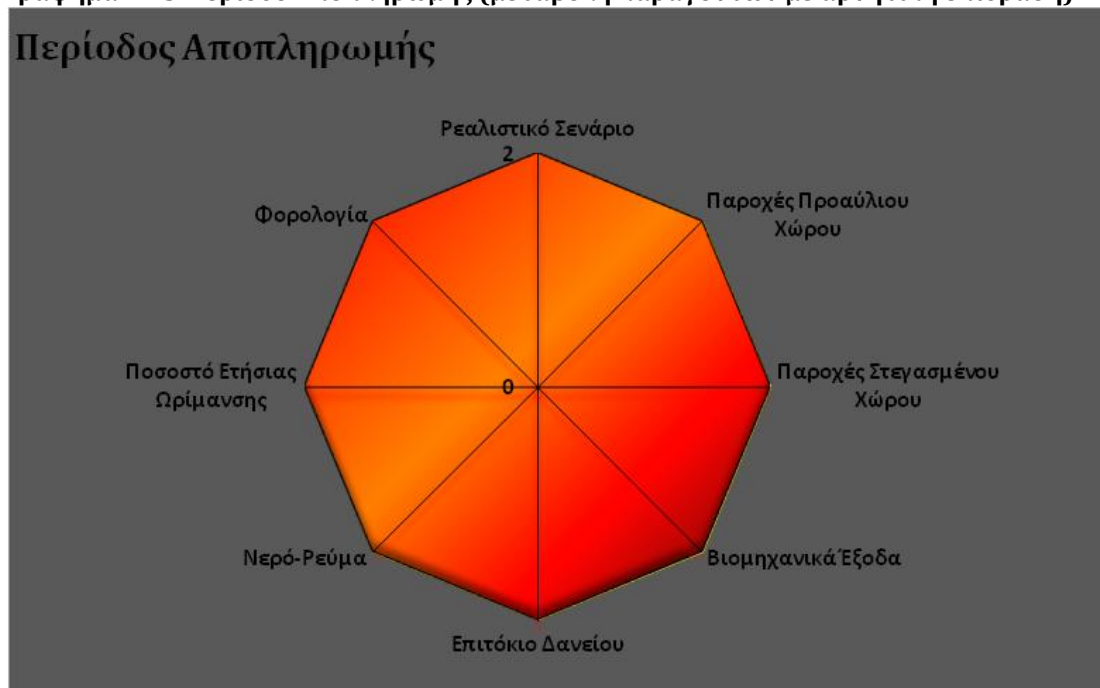 Περίοδος Αποπληρωμής
Ρεαλιστικό Σενάριο
2
Παροχές Προαύλιου
Χώρου
Φορολογία
Ποσοστό Ετήσιας
Ωρίμανσης
0
Παροχές Στεγασμένου
Χώρου
Νερό-Ρεύμα
Βιομηχανικά Έξοδα
Επιτόκιο Δανείου